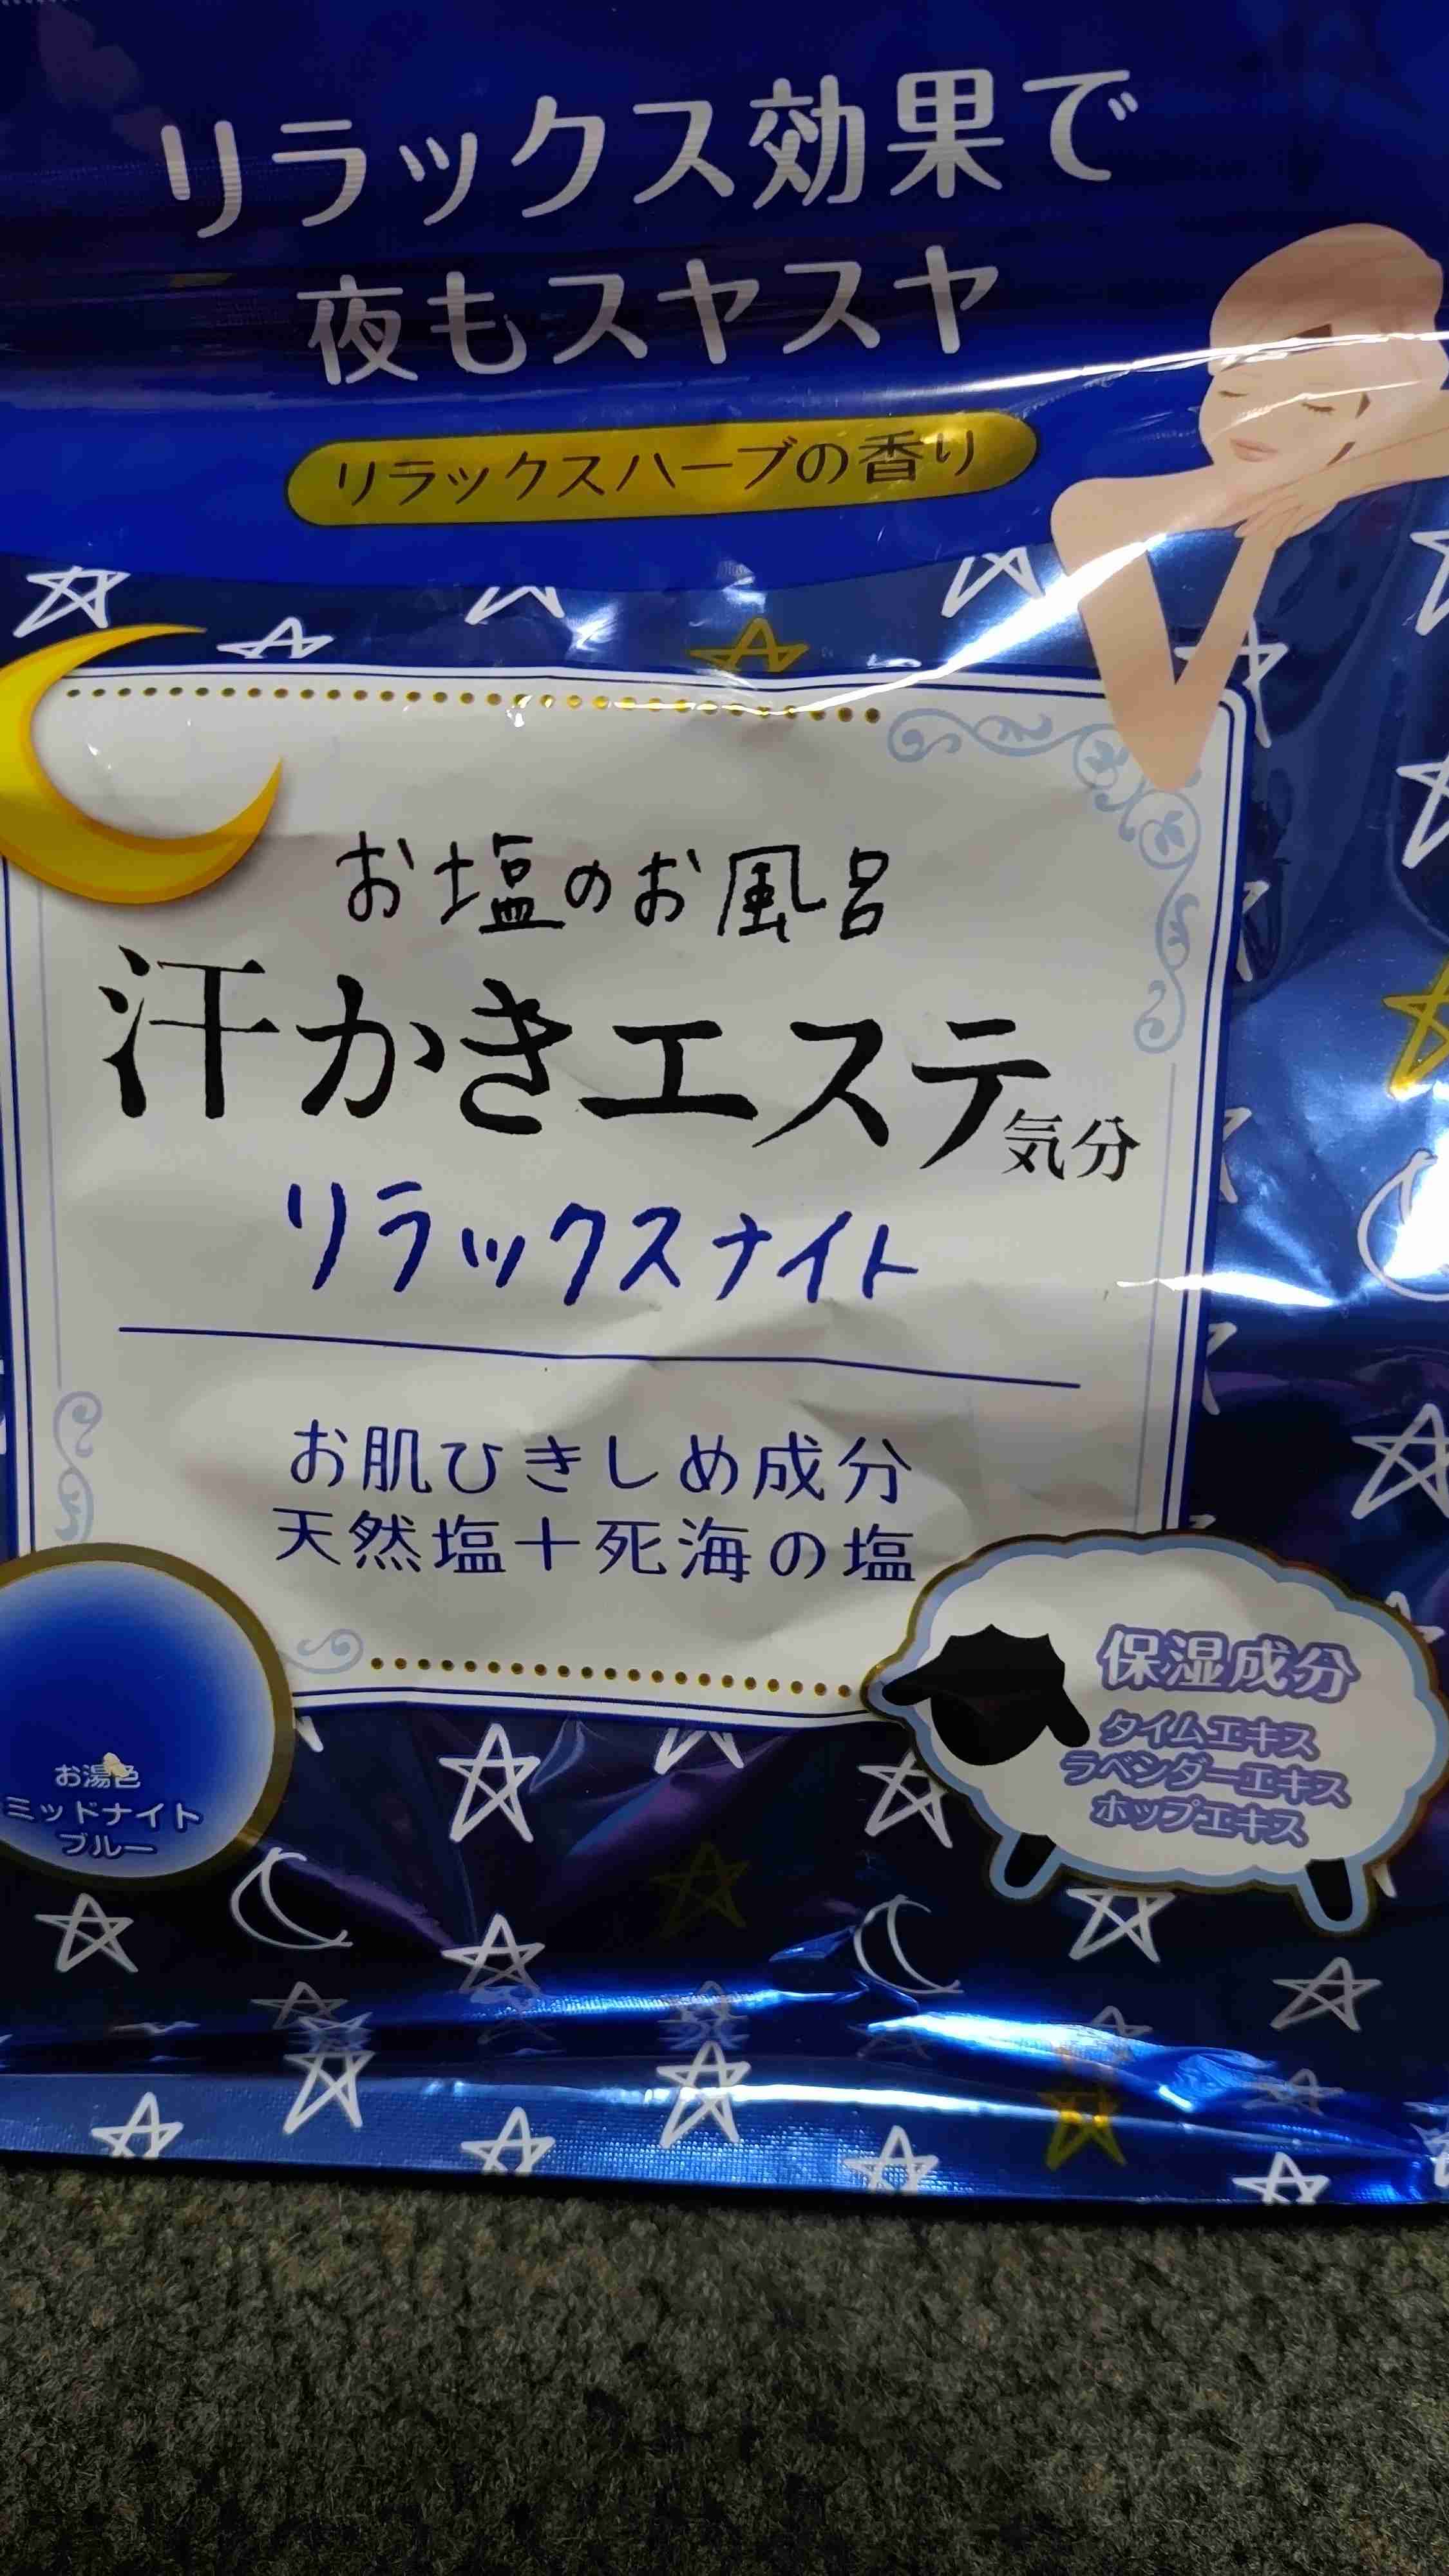 リラックス効果で
夜もスヤスヤ
リラックスハーブの香り
お塩のお風呂
汗かきエステ気分
リラックスナイト
お肌ひきしめ成分
天然塩+死海の塩
お湯色
ミッドナイト
ブルー
保湿成分
タイムエキス
ラベンダーエキス
ホップエキス